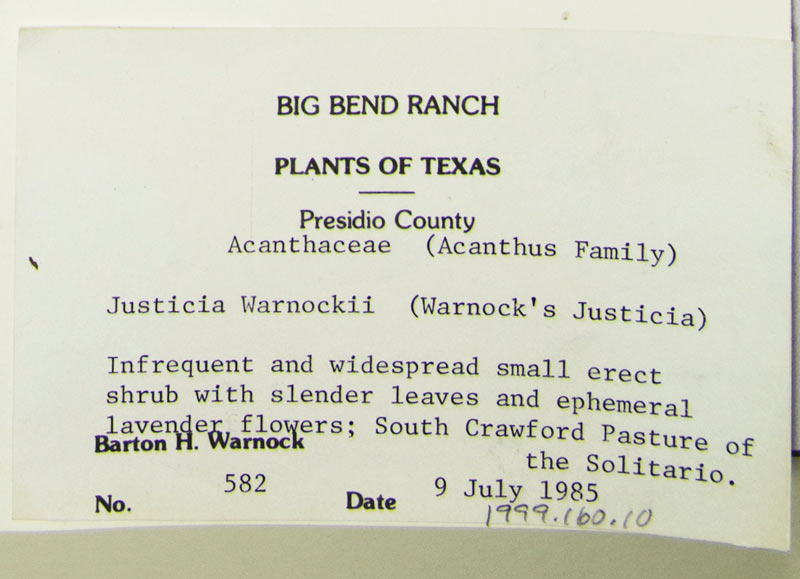 BIG BEND RANCH
PLANTS OF TEXAS
Presidio County
Acanthaceae (Acanthus Family)
Justicia Warnockii (Warnock's Justicia)
Infrequent and widespread small erect
shrub with slender leaves and ephemeral
lavender flowers; South Crawford Pasture of
the Solitario.
Barton H. Warnock
No. 582 Date 9 July 1985
1999.160.10